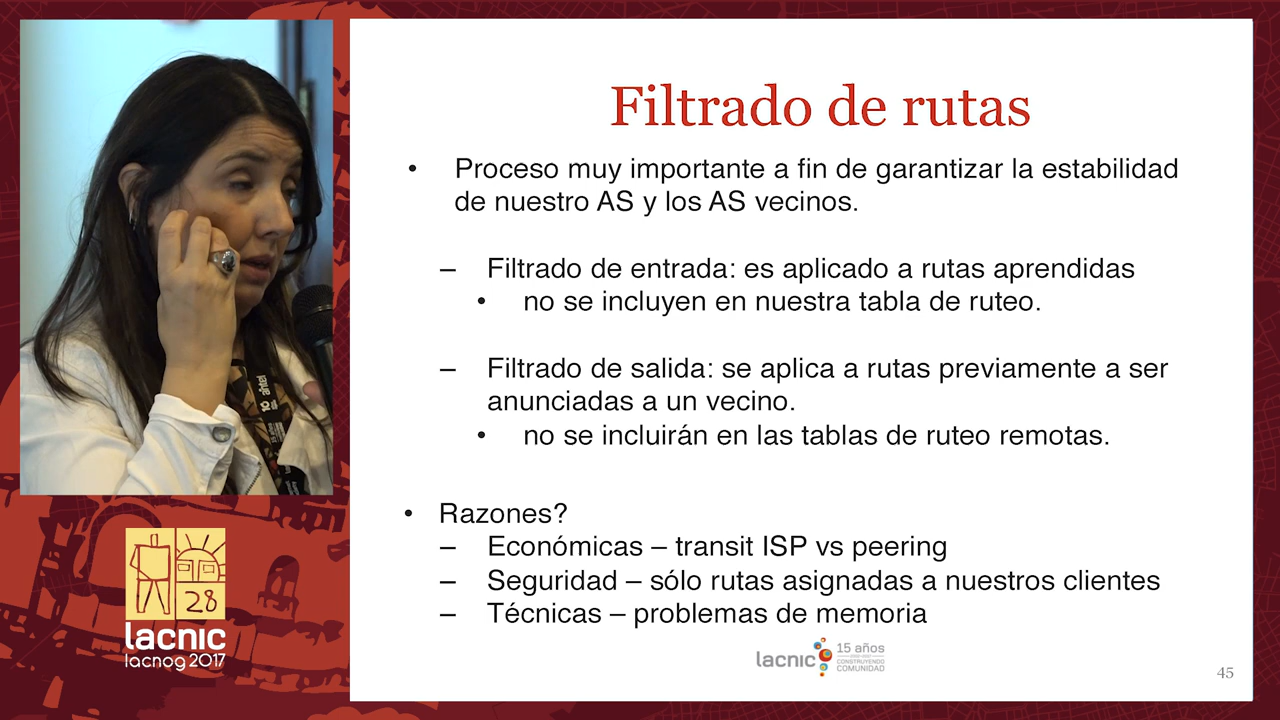 Filtrado de rutas
• Proceso muy importante a fin de garantizar la estabilidad
de nuestro AS y los AS vecinos.
– Filtrado de entrada: es aplicado a rutas aprendidas
• no se incluyen en nuestra tabla de ruteo.
– Filtrado de salida: se aplica a rutas previamente a ser
anunciadas a un vecino.
• no se incluirán en las tablas de ruteo remotas.
• Razones?
– Económicas – transit ISP vs peering
– Seguridad – sólo rutas asignadas a nuestros clientes
– Técnicas – problemas de memoria
lacnic
15 años
CONSTRUYENDO
COMUNIDAD
45
28
lacnic
lacnog 2017
antel